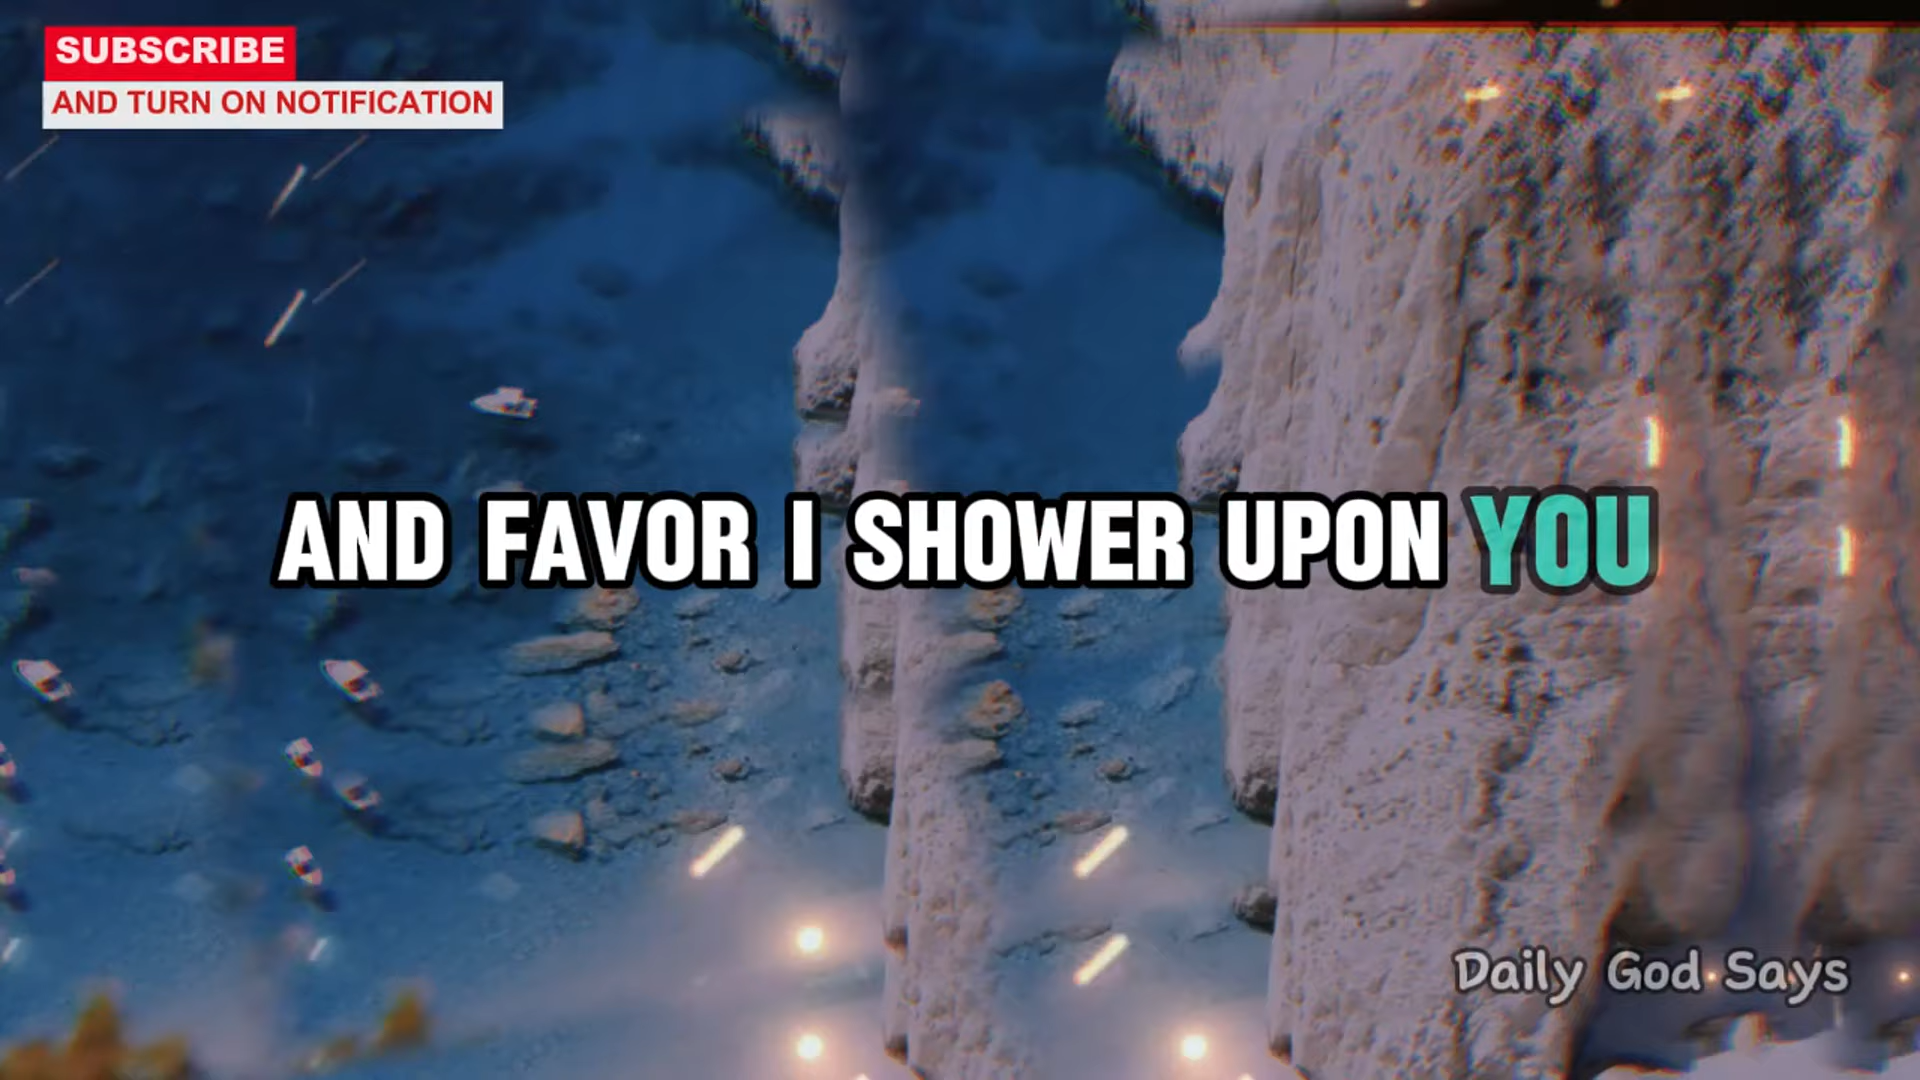 SUBSCRIBE
AND TURN ON NOTIFICATION
AND FAVOR I SHOWER UPON YOU
Daily God Says